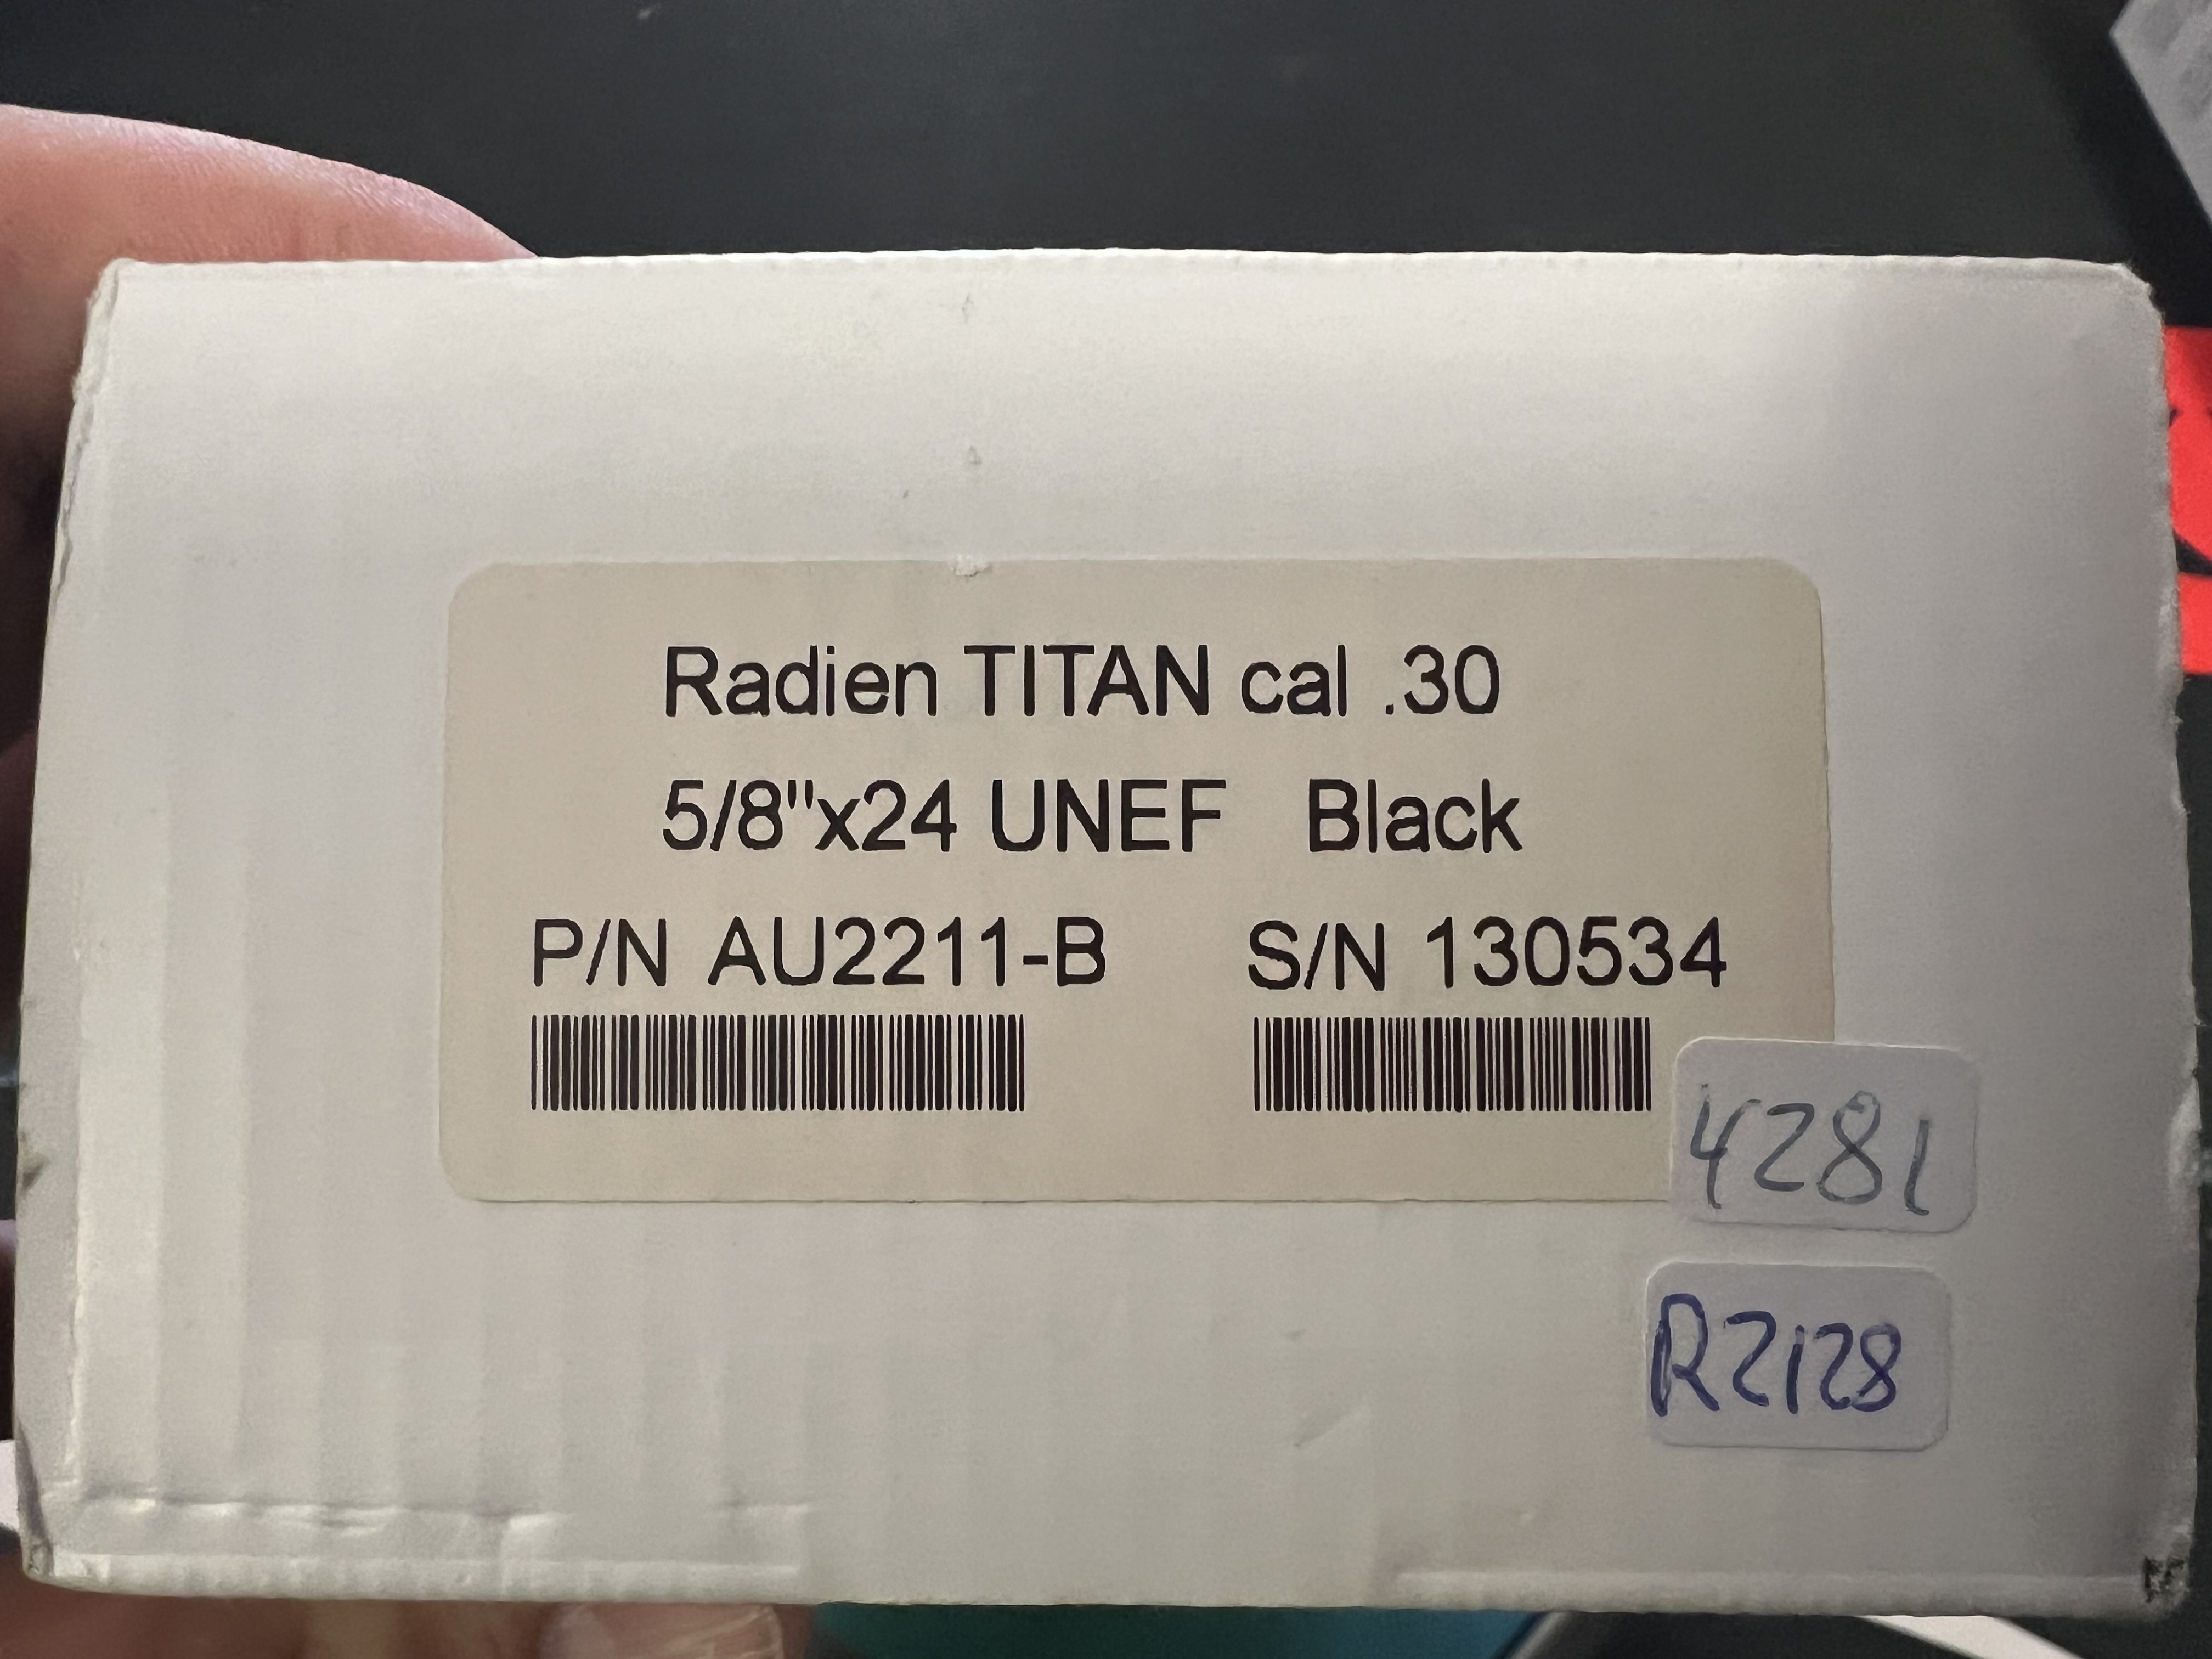 Radien TITAN cal .30
5/8"x24 UNEF Black
P/N AU2211-B S/N 130534
4281
R2128